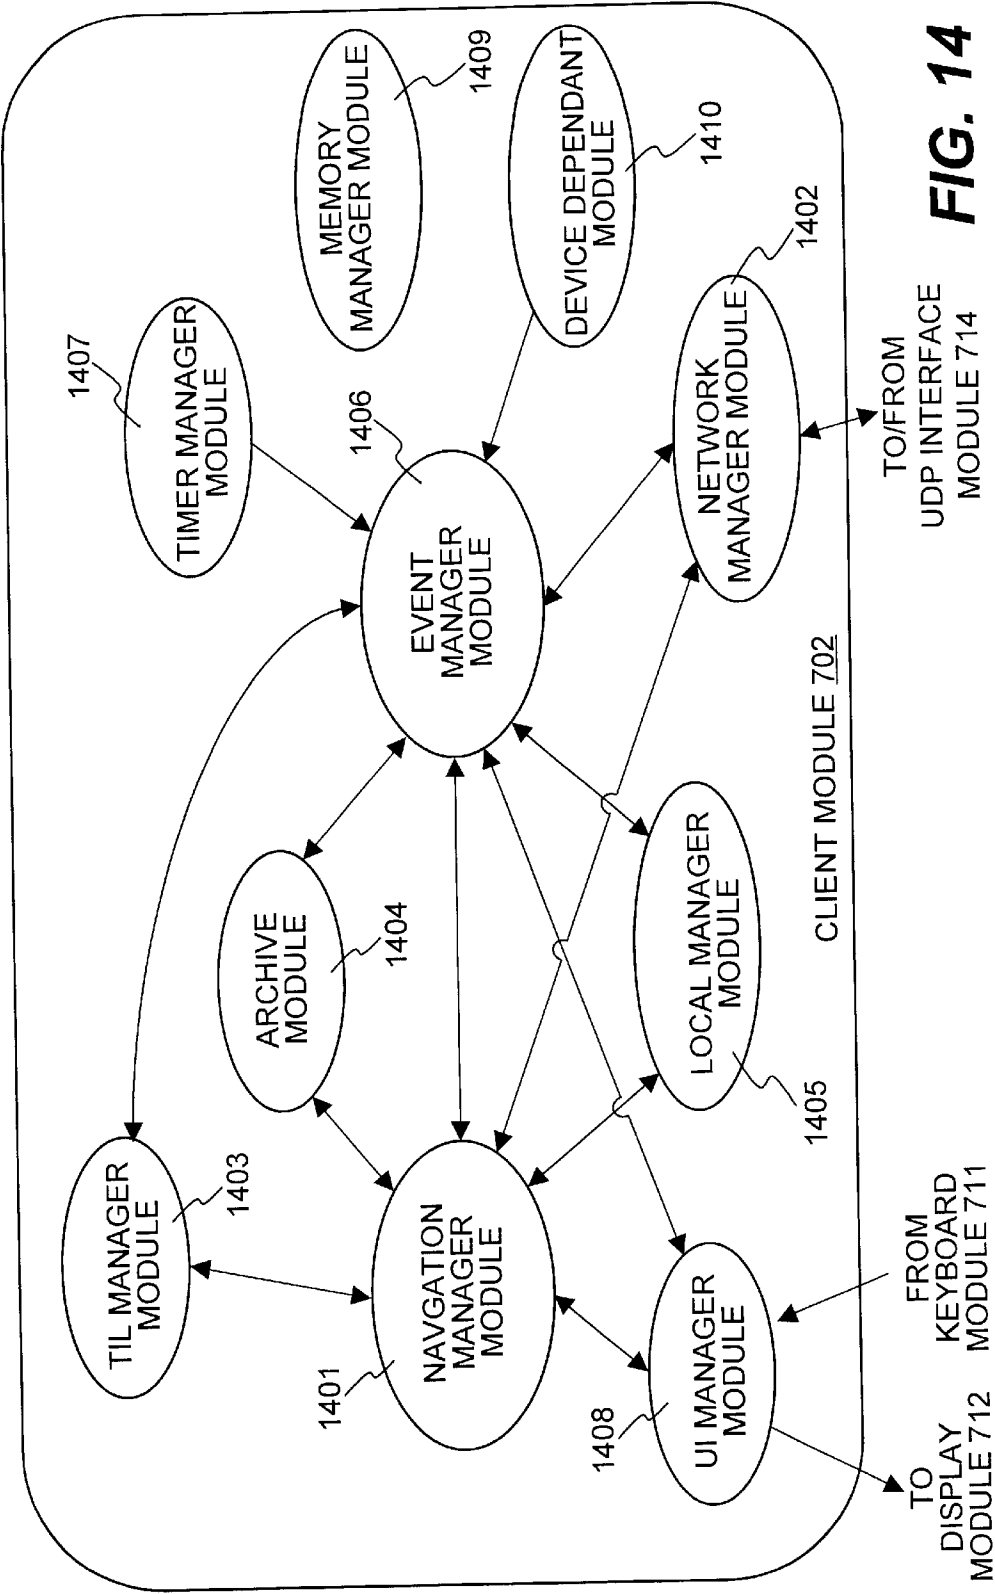 TIL MANAGER
MODULE
1403
ARCHIVE
MODULE
1404
TIMER MANAGER
MODULE
1407
MEMORY
MANAGER MODULE
1409
1401
NAVGATION
MANAGER
MODULE
EVENT
MANAGER
MODULE
1406
DEVICE DEPENDANT
MODULE
1410
1408
UI MANAGER
MODULE
LOCAL MANAGER
MODULE
1405
NETWORK
MANAGER MODULE
1402
CLIENT MODULE 702
TO
DISPLAY
MODULE 712
FROM
KEYBOARD
MODULE 711
TO/FROM
UDP INTERFACE
MODULE 714
FIG. 14